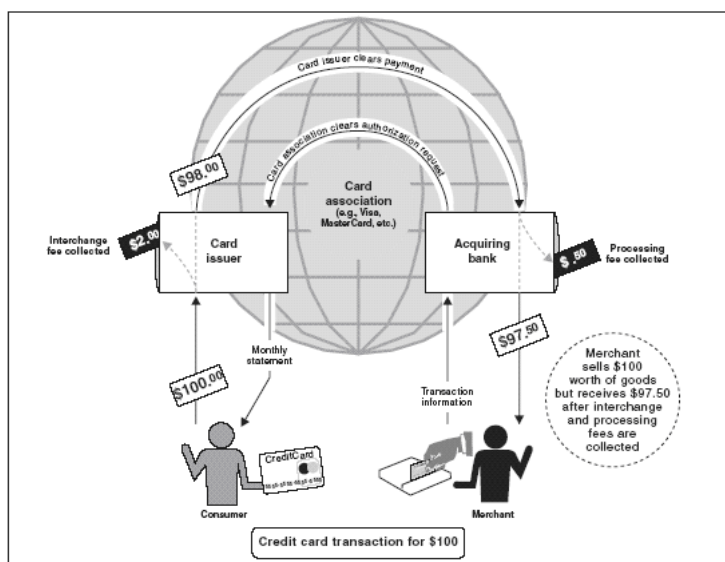 Card issuer clears payment
Card association clears authorization request
$98.00
Card
association
(e.g., Visa,
MasterCard, etc.)
Interchange
fee collected
$2.00
Card
issuer
Acquiring
bank
$.50
Processing
fee collected
$97.50
Monthly
statement
$100.00
Transaction
information
Merchant
sells $100
worth of goods
but receives $97.50
after interchange
and processing
fees are
collected
CreditCard
Consumer
Merchant
Credit card transaction for $100